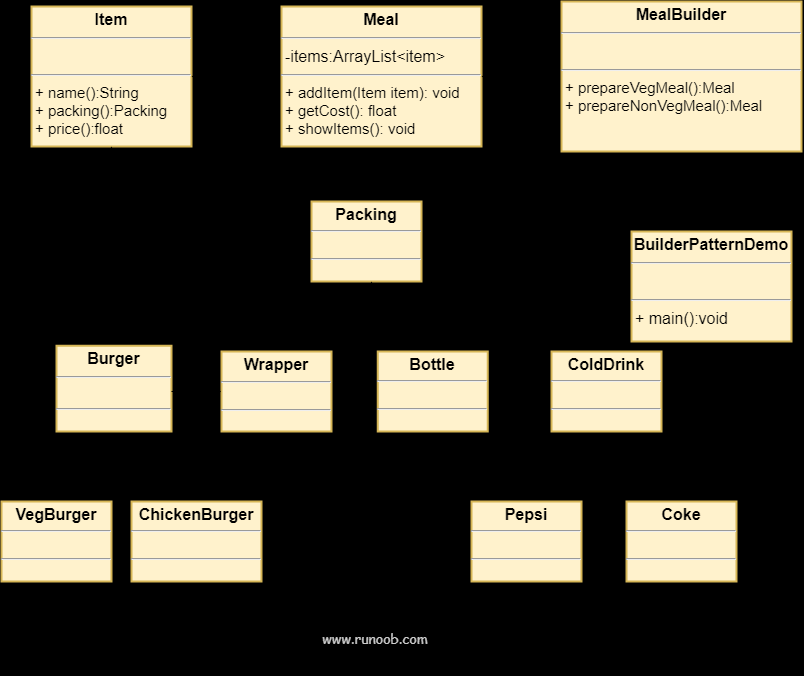 Item
+ name():String
+ packing():Packing
+ price():float
Meal
-items:ArrayList<item>
+ addItem(Item item): void
+ getCost(): float
+ showItems(): void
MealBuilder
+ prepareVegMeal():Meal
+ prepareNonVegMeal():Meal
Packing
BuilderPatternDemo
+ main():void
Burger
Wrapper
Bottle
ColdDrink
VegBurger
ChickenBurger
Pepsi
Coke
www.runoob.com